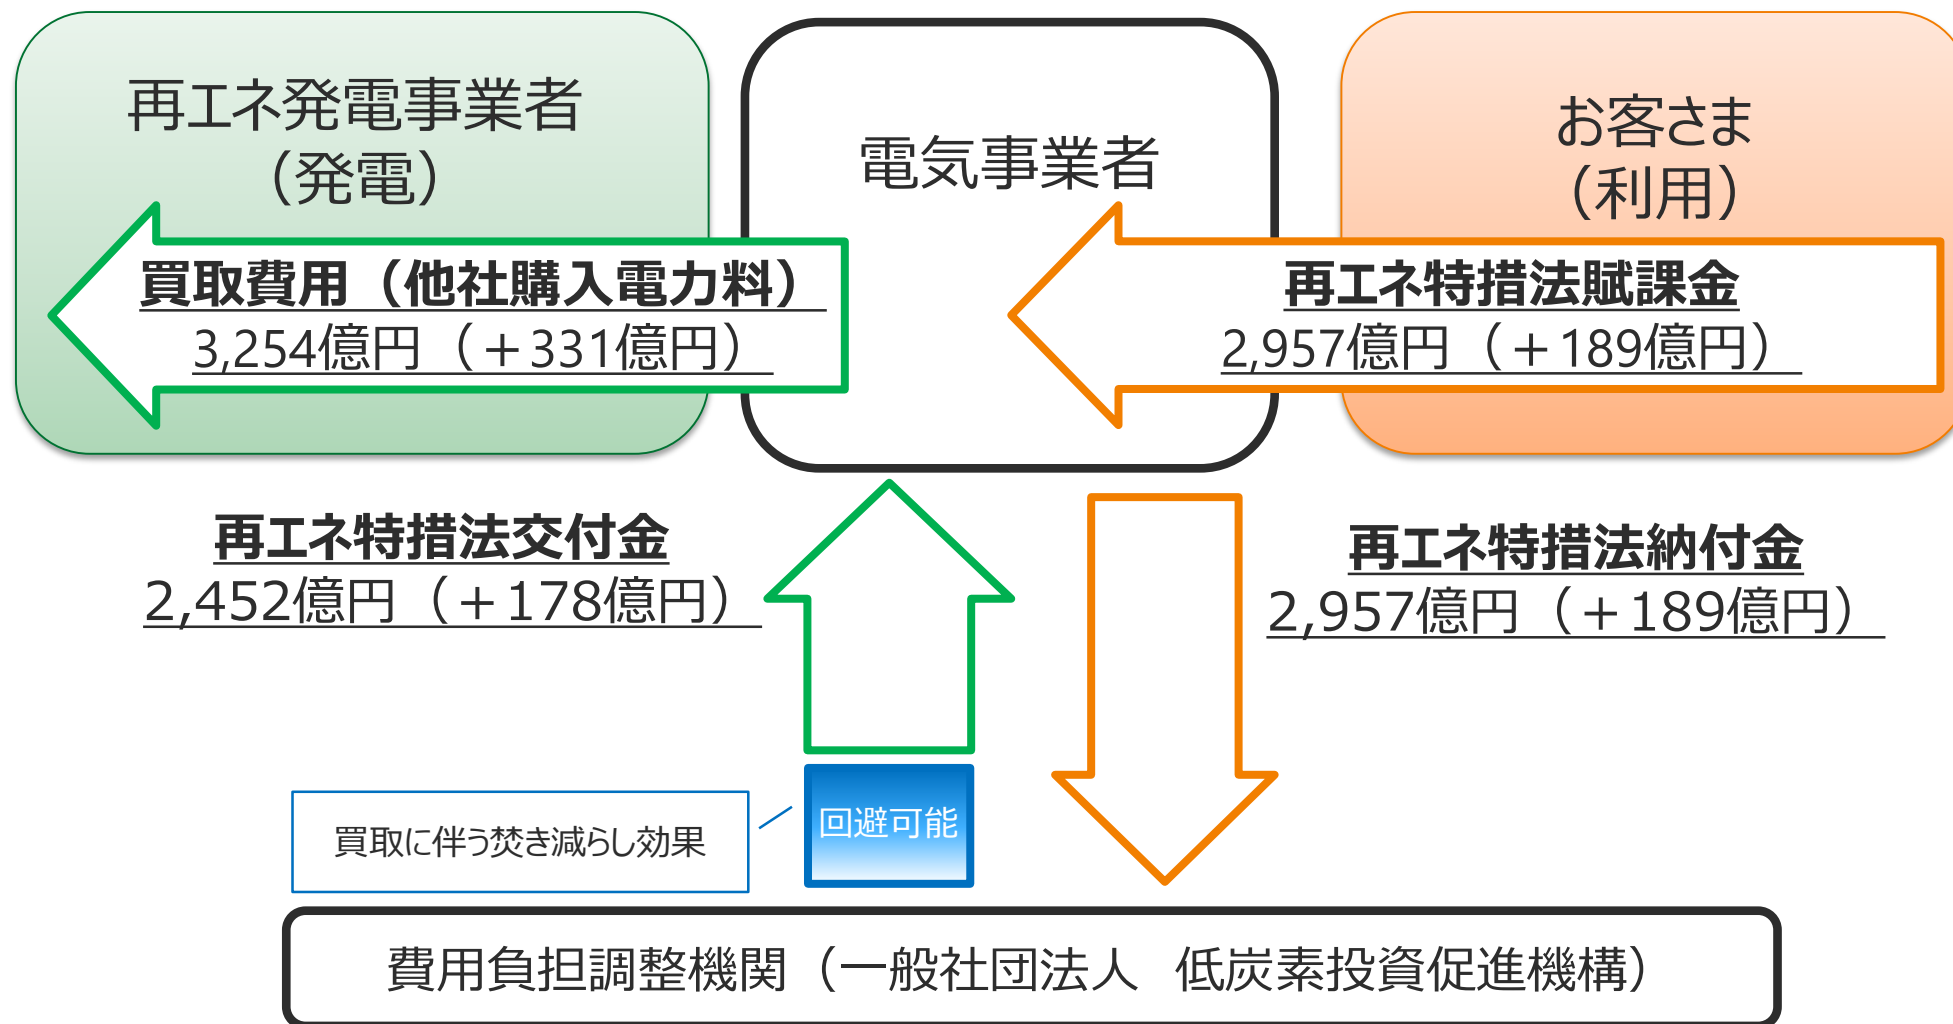 再エネ発電事業者
（発電）
電気事業者
お客さま
（利用）
買取費用（他社購入電力料）
3,254億円（＋331億円）
再エネ特措法賦課金
2,957億円（＋189億円）
再エネ特措法交付金
2,452億円（＋178億円）
再エネ特措法納付金
2,957億円（＋189億円）
回避可能
買取に伴う焚き減らし効果
費用負担調整機関（一般社団法人　低炭素投資促進機構）